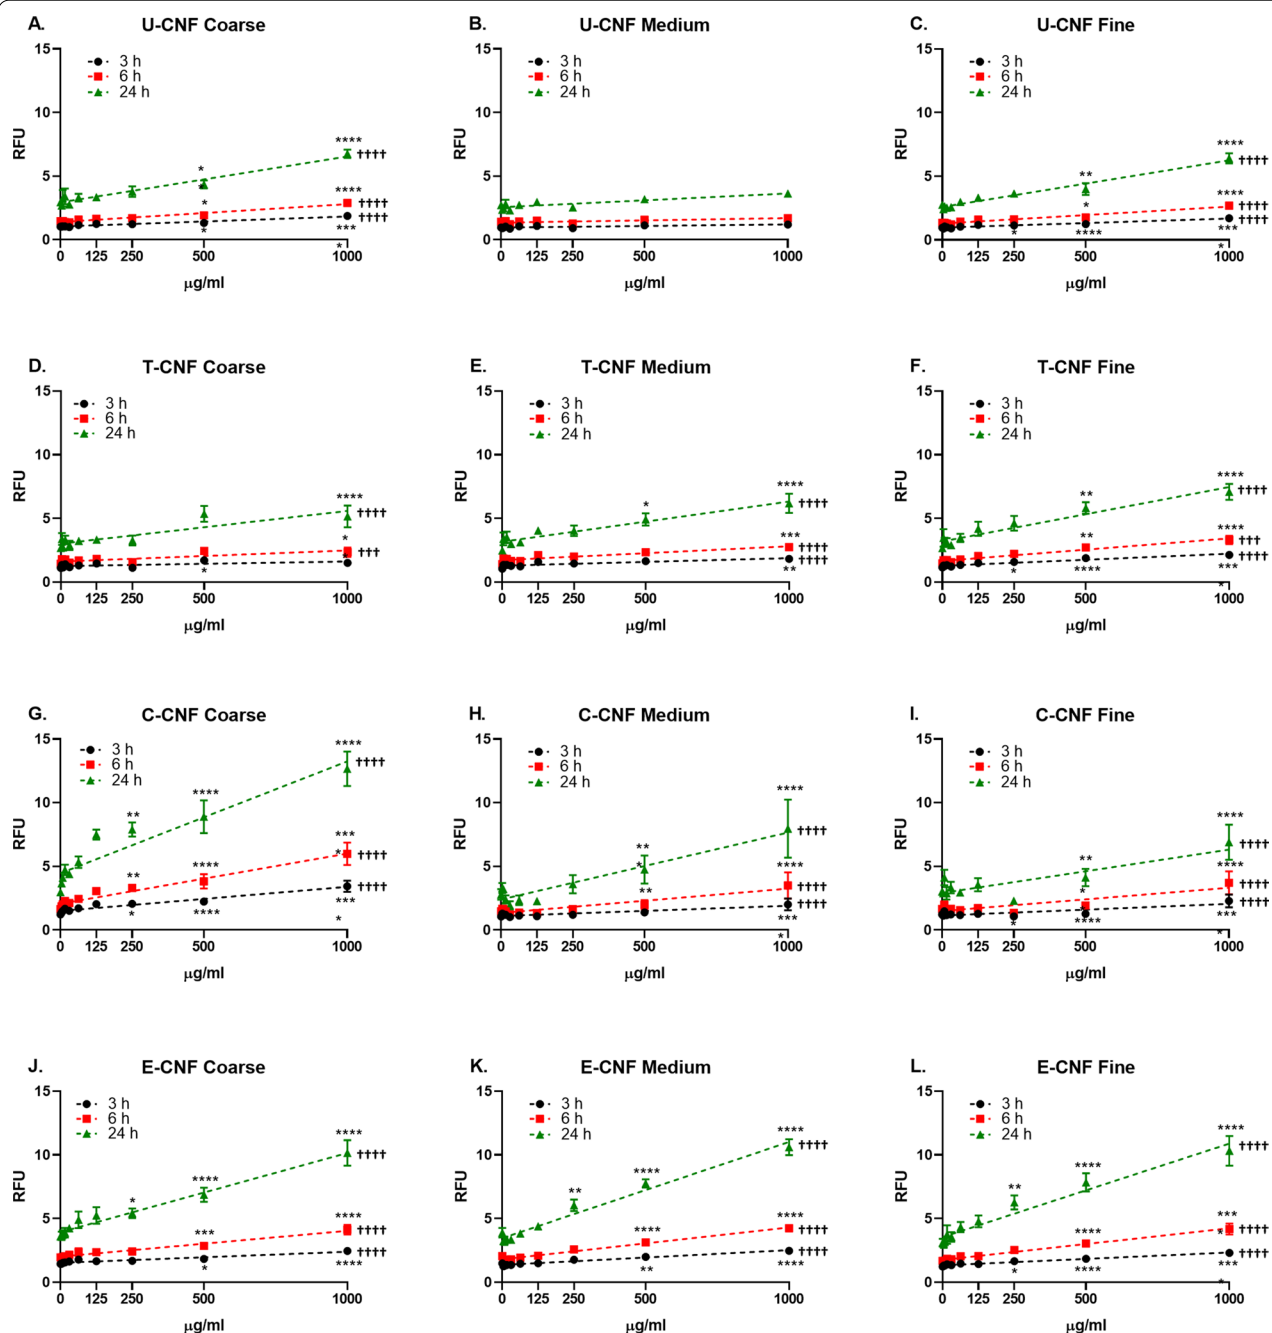 A. U-CNF Coarse
15
10
5
0
RFU
3 h
6 h
24 h
*
*
*
*
****
††††
****
††††
††††
***
*
0 125 250 500 1000
µg/ml
B. U-CNF Medium
15
10
5
0
RFU
3 h
6 h
24 h
0 125 250 500 1000
µg/ml
C. U-CNF Fine
15
10
5
0
RFU
3 h
6 h
24 h
**
*
*
****
****
††††
****
††††
††††
***
*
0 125 250 500 1000
µg/ml
D. T-CNF Coarse
15
10
5
0
RFU
3 h
6 h
24 h
*
****
††††
*
*
†††
0 125 250 500 1000
µg/ml
E. T-CNF Medium
15
10
5
0
RFU
3 h
6 h
24 h
*
****
††††
***
††††
††††
**
0 125 250 500 1000
µg/ml
F. T-CNF Fine
15
10
5
0
RFU
3 h
6 h
24 h
**
**
*
****
****
††††
****
†††
††††
***
*
0 125 250 500 1000
µg/ml
G. C-CNF Coarse
15
10
5
0
RFU
3 h
6 h
24 h
**
**
*
****
****
****
****
††††
***
*
††††
††††
***
*
0 125 250 500 1000
µg/ml
H. C-CNF Medium
15
10
5
0
RFU
3 h
6 h
24 h
**
*
**
****
††††
****
††††
††††
***
*
0 125 250 500 1000
µg/ml
I. C-CNF Fine
15
10
5
0
RFU
3 h
6 h
24 h
**
*
*
****
****
††††
****
††††
††††
***
*
0 125 250 500 1000
µg/ml
J. E-CNF Coarse
15
10
5
0
RFU
3 h
6 h
24 h
*
****
***
*
****
††††
****
††††
††††
****
0 125 250 500 1000
µg/ml
K. E-CNF Medium
15
10
5
0
RFU
3 h
6 h
24 h
**
****
****
**
****
††††
****
††††
††††
****
0 125 250 500 1000
µg/ml
L. E-CNF Fine
15
10
5
0
RFU
3 h
6 h
24 h
**
*
****
****
****
****
††††
***
*
††††
††††
***
*
0 125 250 500 1000
µg/ml